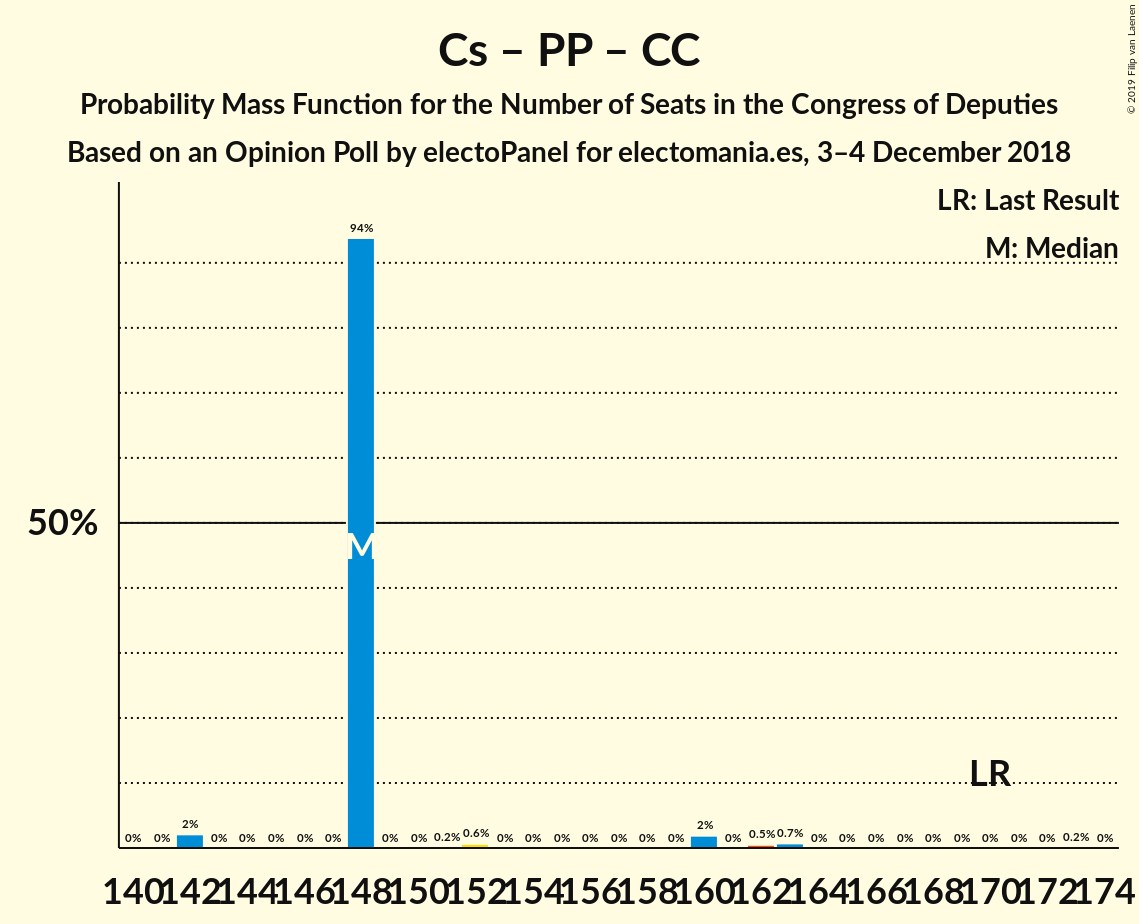 Cs – PP – CC
Probability Mass Function for the Number of Seats in the Congress of Deputies
Based on an Opinion Poll by electoPanel for electomania.es, 3–4 December 2018
© 2019 Filip van Laenen
LR: Last Result
M: Median
94%
50%
M
LR
0% 0% 2% 0% 0% 0% 0% 0% 0% 0% 0.2% 0.6% 0% 0% 0% 0% 0% 0% 0% 2% 0% 0.5% 0.7% 0% 0% 0% 0% 0% 0% 0% 0% 0% 0.2% 0%
140 142 144 146 148 150 152 154 156 158 160 162 164 166 168 170 172 174